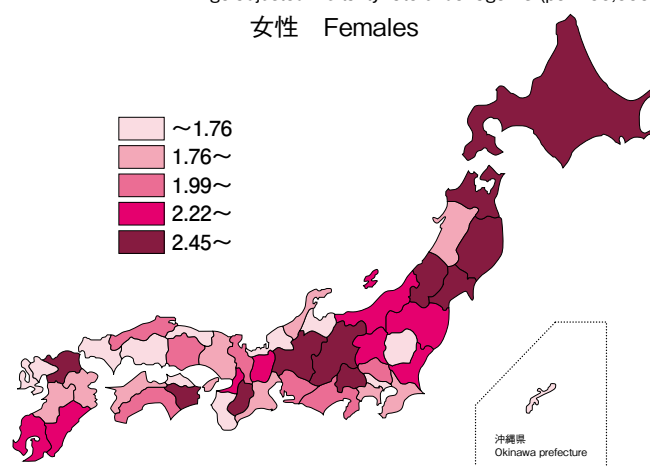 女性 Females
～1.76
1.76～
1.99～
2.22～
2.45～
沖縄県
Okinawa prefecture